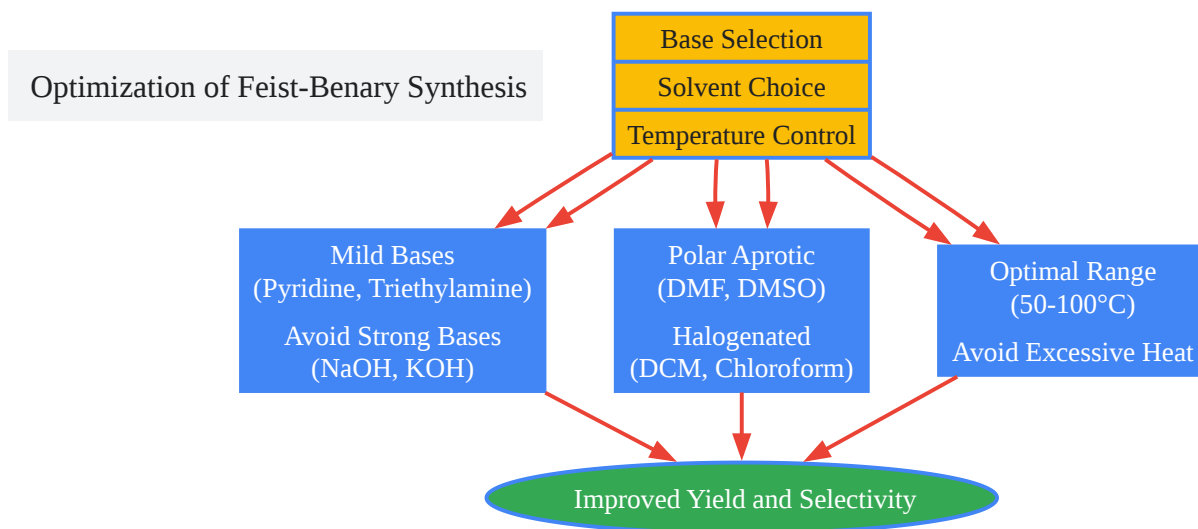 Optimization of Feist-Benary Synthesis
Base Selection
Solvent Choice
Temperature Control
Mild Bases
(Pyridine, Triethylamine)
Avoid Strong Bases
(NaOH, KOH)
Polar Aprotic
(DMF, DMSO)
Halogenated
(DCM, Chloroform)
Optimal Range
(50-100°C)
Avoid Excessive Heat
Improved Yield and Selectivity